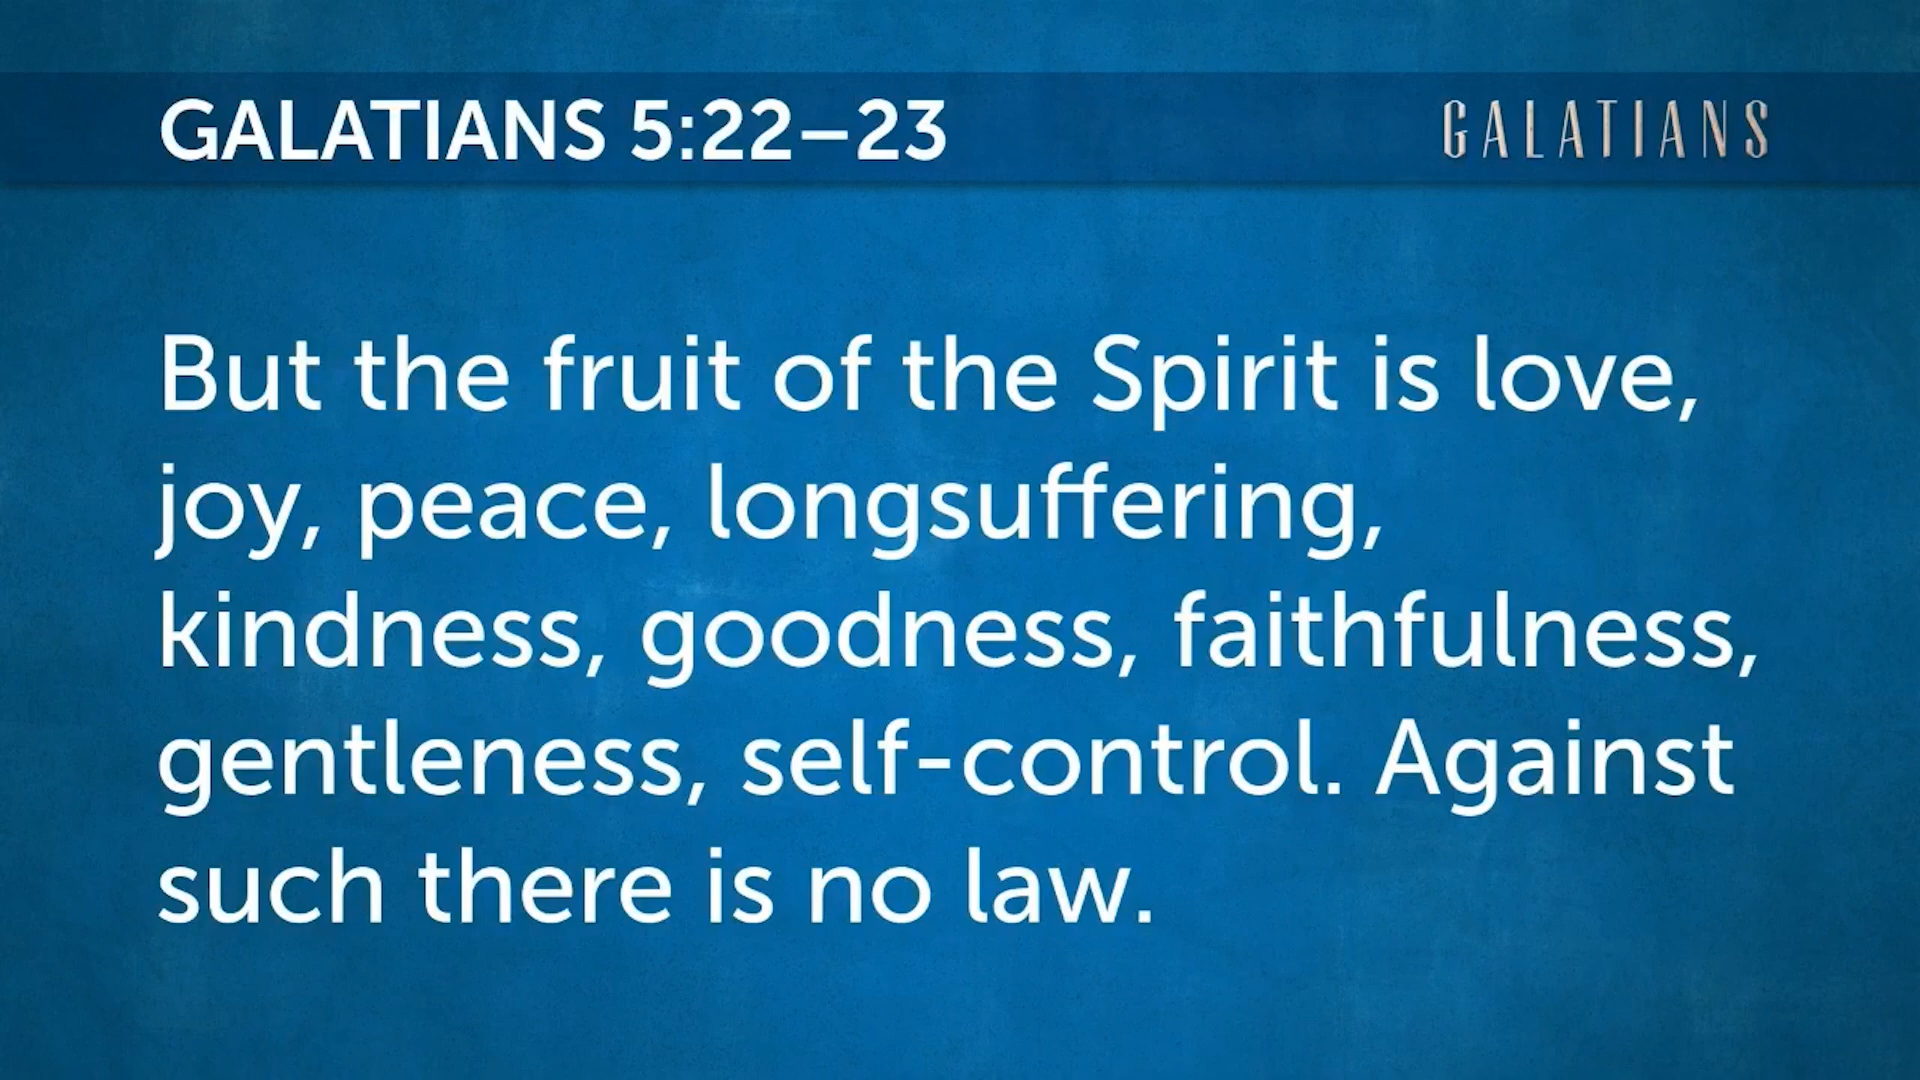 GALATIANS 5:22–23
GALATIANS
But the fruit of the Spirit is love,
joy, peace, longsuffering,
kindness, goodness, faithfulness,
gentleness, self-control. Against
such there is no law.